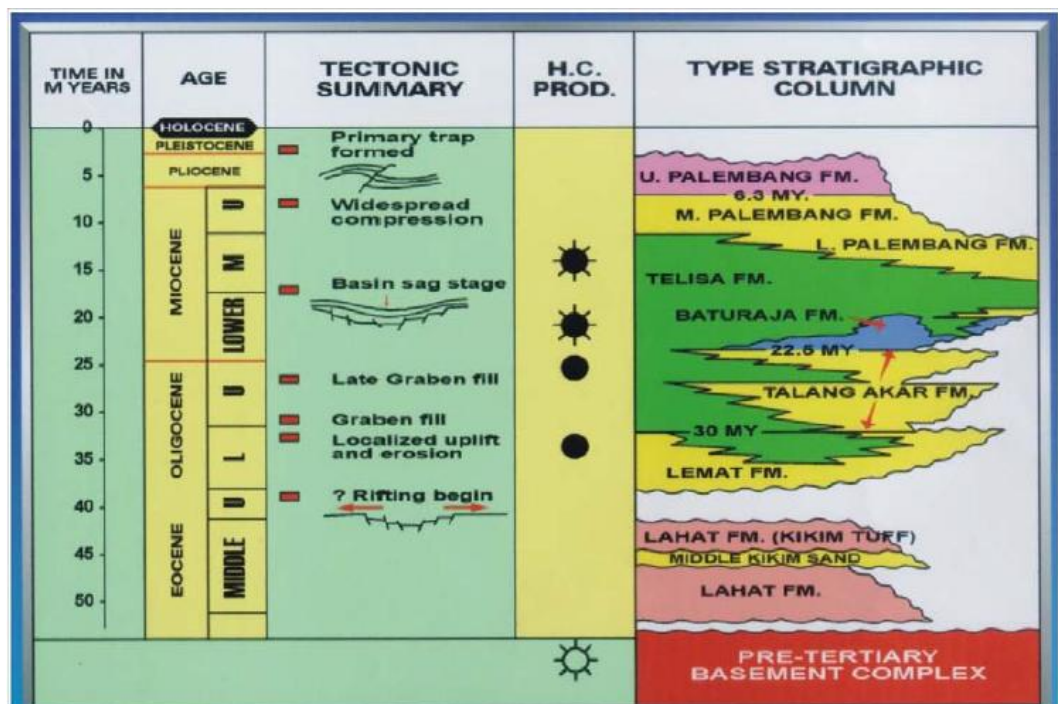 TIME IN
M YEARS
AGE
TECTONIC
SUMMARY
H.C.
PROD.
TYPE STRATIGRAPHIC
COLUMN
0
5
10
15
20
25
30
35
40
45
50
HOLOCENE
PLEISTOCENE
PLIOCENE
MIOCENE
U
M
LOWER
OLIGOCENE
U
L
EOCENE
U
MIDDLE
Primary trap
formed
Widespread
compression
Basin sag stage
Late Graben fill
Graben fill
Localized uplift
and erosion
? Rifting begin
U. PALEMBANG FM.
6.3 MY.
M. PALEMBANG FM.
L. PALEMBANG FM.
TELISA FM.
BATURAJA FM.
22.5 MY
TALANG AKAR FM.
30 MY
LEMAT FM.
LAHAT FM. (KIKIM TUFF)
MIDDLE KIKIM SAND
LAHAT FM.
PRE-TERTIARY
BASEMENT COMPLEX